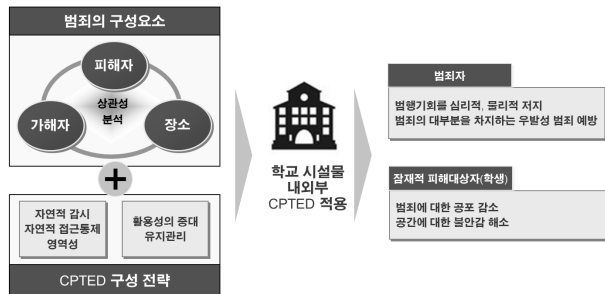 범죄의 구성요소
피해자
상관성
분석
가해자
장소
자연적 감시
자연적 접근통제
영역성
활용성의 증대
유지관리
CPTED 구성 전략
학교 시설물
내외부
CPTED 적용
범죄자
범행기회를 심리적, 물리적 저지
범죄의 대부분을 차지하는 우발성 범죄 예방
잠재적 피해대상자(학생)
범죄에 대한 공포 감소
공간에 대한 불안감 해소